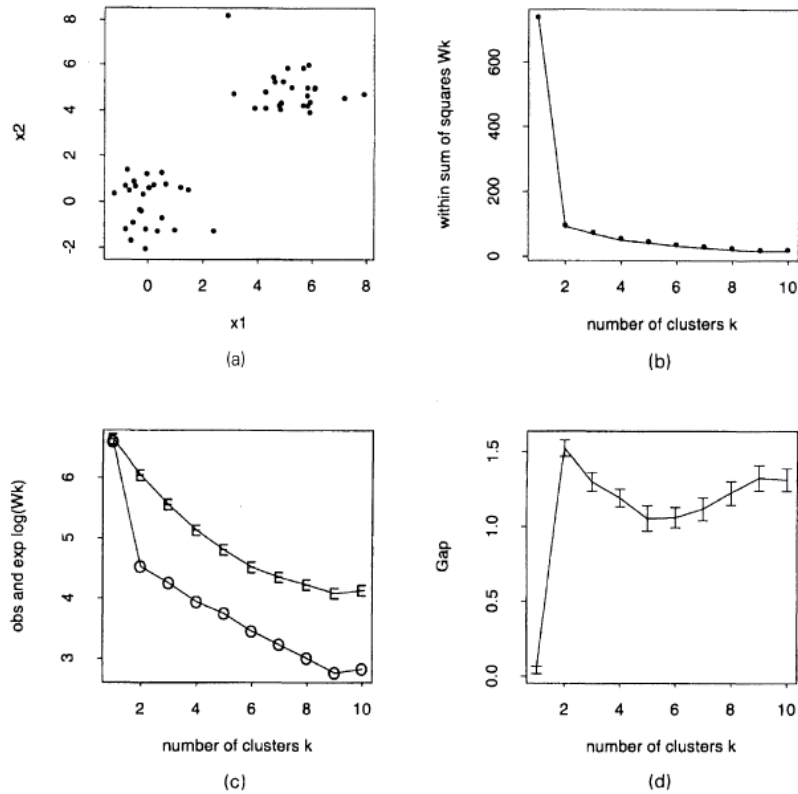 x2
8
6
4
2
0
-2
0 2 4 6 8
x1
(a)
within sum of squares Wk
600
400
200
0
2 4 6 8 10
number of clusters k
(b)
obs and exp log(Wk)
6
5
4
3
E E E E E E E E E E
O O O O O O O O O O
2 4 6 8 10
number of clusters k
(c)
Gap
1.5
1.0
0.5
0.0
2 4 6 8 10
number of clusters k
(d)